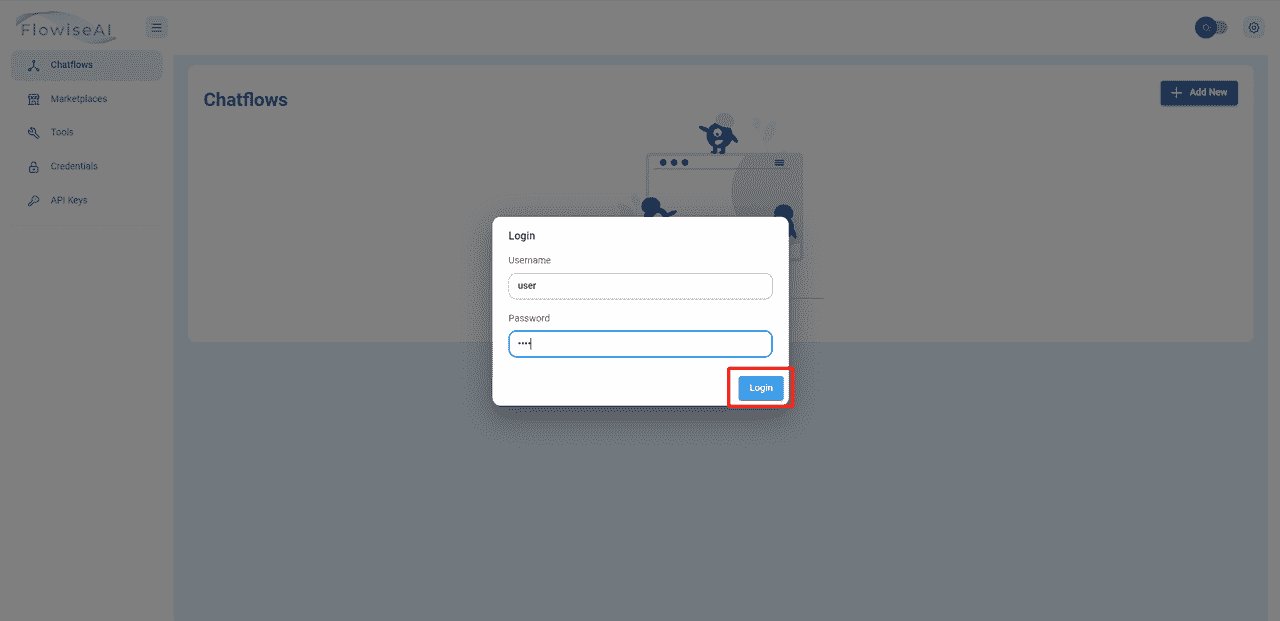 FlowiseAI
Chatflows
Marketplaces
Tools
Credentials
API Keys
Chatflows
Add New
Login
Username
user
Password
••••
Login